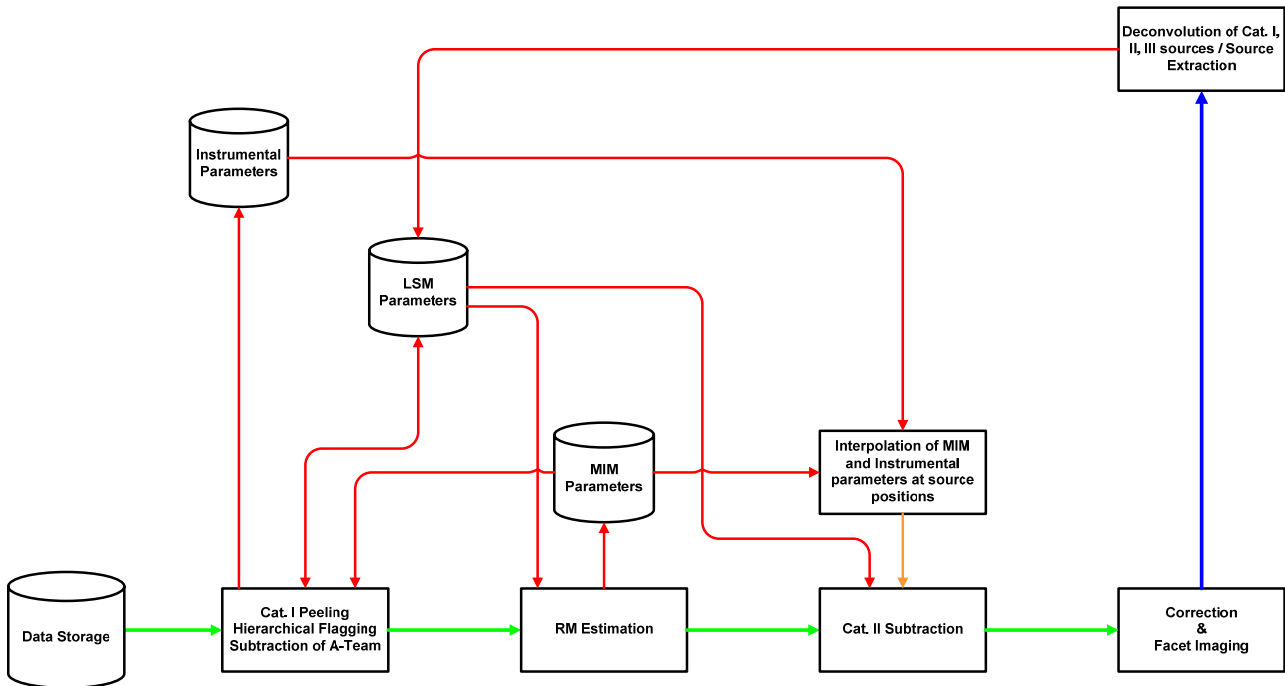 Deconvolution of Cat. I,
II, III sources / Source
Extraction
Instrumental
Parameters
LSM
Parameters
MIM
Parameters
Interpolation of MIM
and Instrumental
parameters at source
positions
Data Storage
Cat. I Peeling
Hierarchical Flagging
Subtraction of A-Team
RM Estimation
Cat. II Subtraction
Correction
&
Facet Imaging